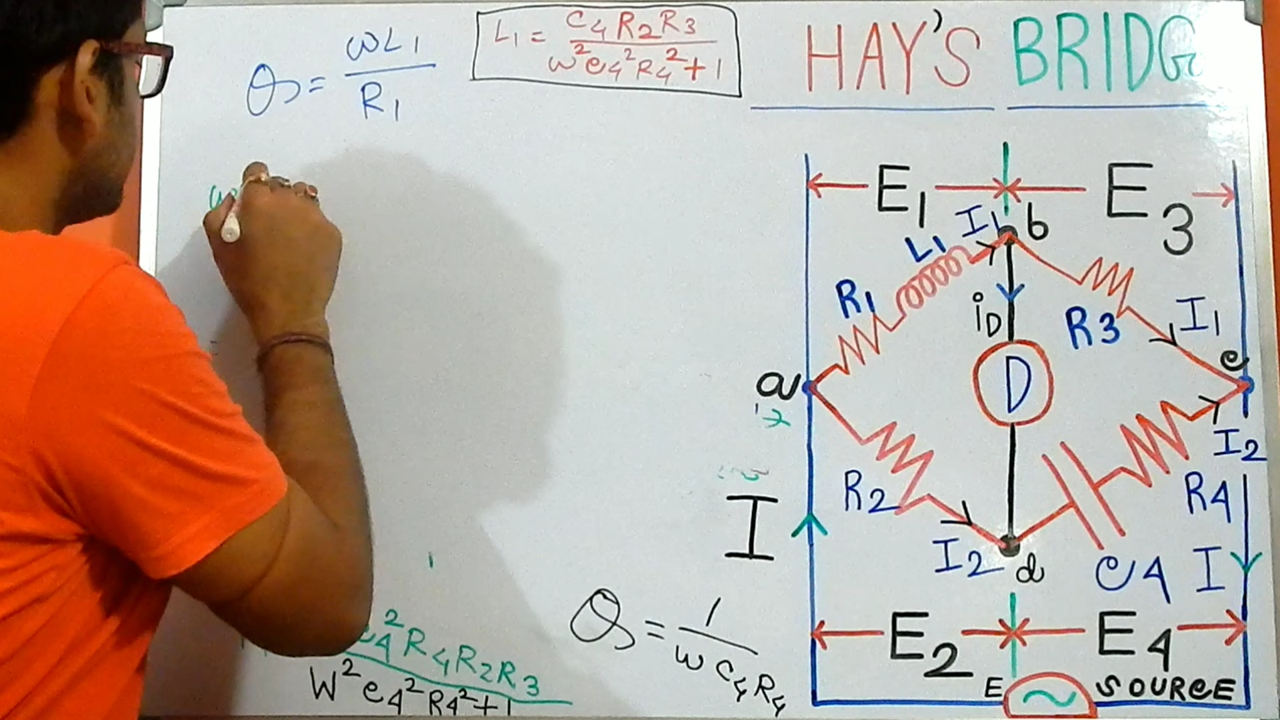 Q = ωL1 / R1
L1 = C4R2R3 / ω²C4²R4²+1
HAY'S BRIDG
E1
E3
I1
b
L1
R1
iD
R3
I1
D
a
c
I2
R2
R4
I
I2
d
C4
I
Q = 1 / ωC4R4
E2
E4
C4²R4R2R3
W²C4²R4²+1
E
SOURCE